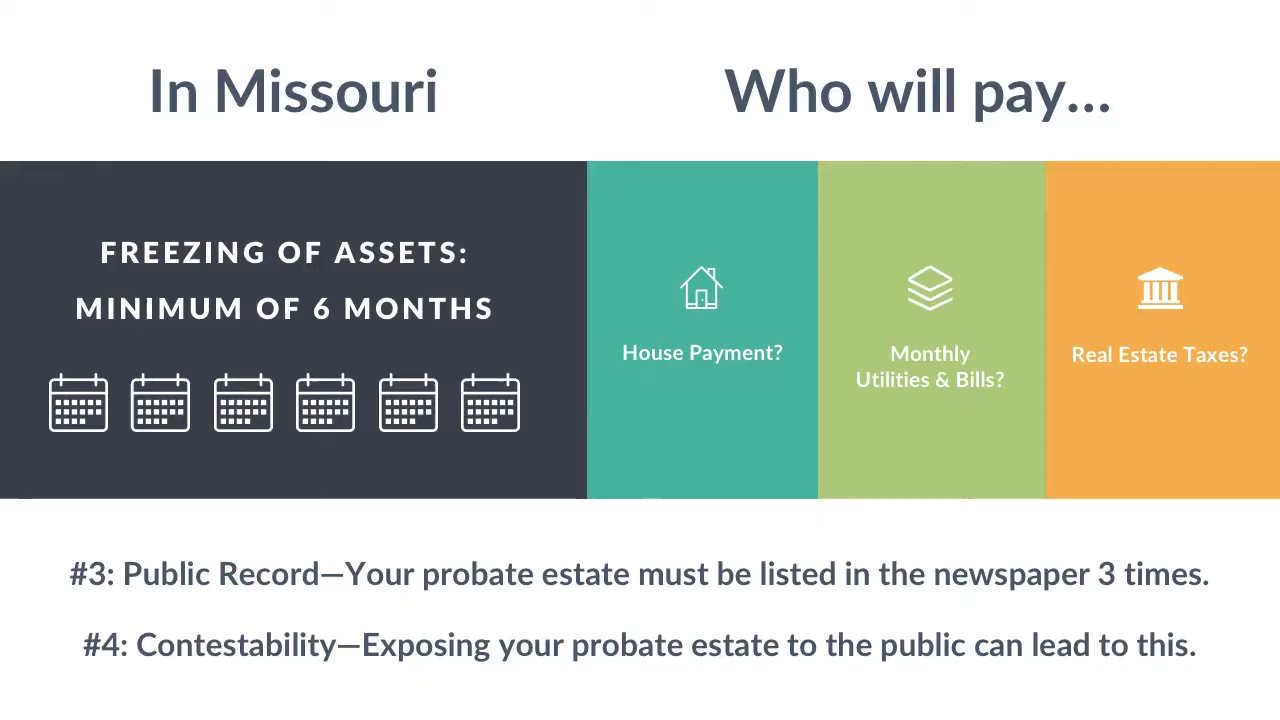 In Missouri
Who will pay...
FREEZING OF ASSETS:
MINIMUM OF 6 MONTHS
House Payment?
Monthly
Utilities & Bills?
Real Estate Taxes?
#3: Public Record—Your probate estate must be listed in the newspaper 3 times.
#4: Contestability—Exposing your probate estate to the public can lead to this.